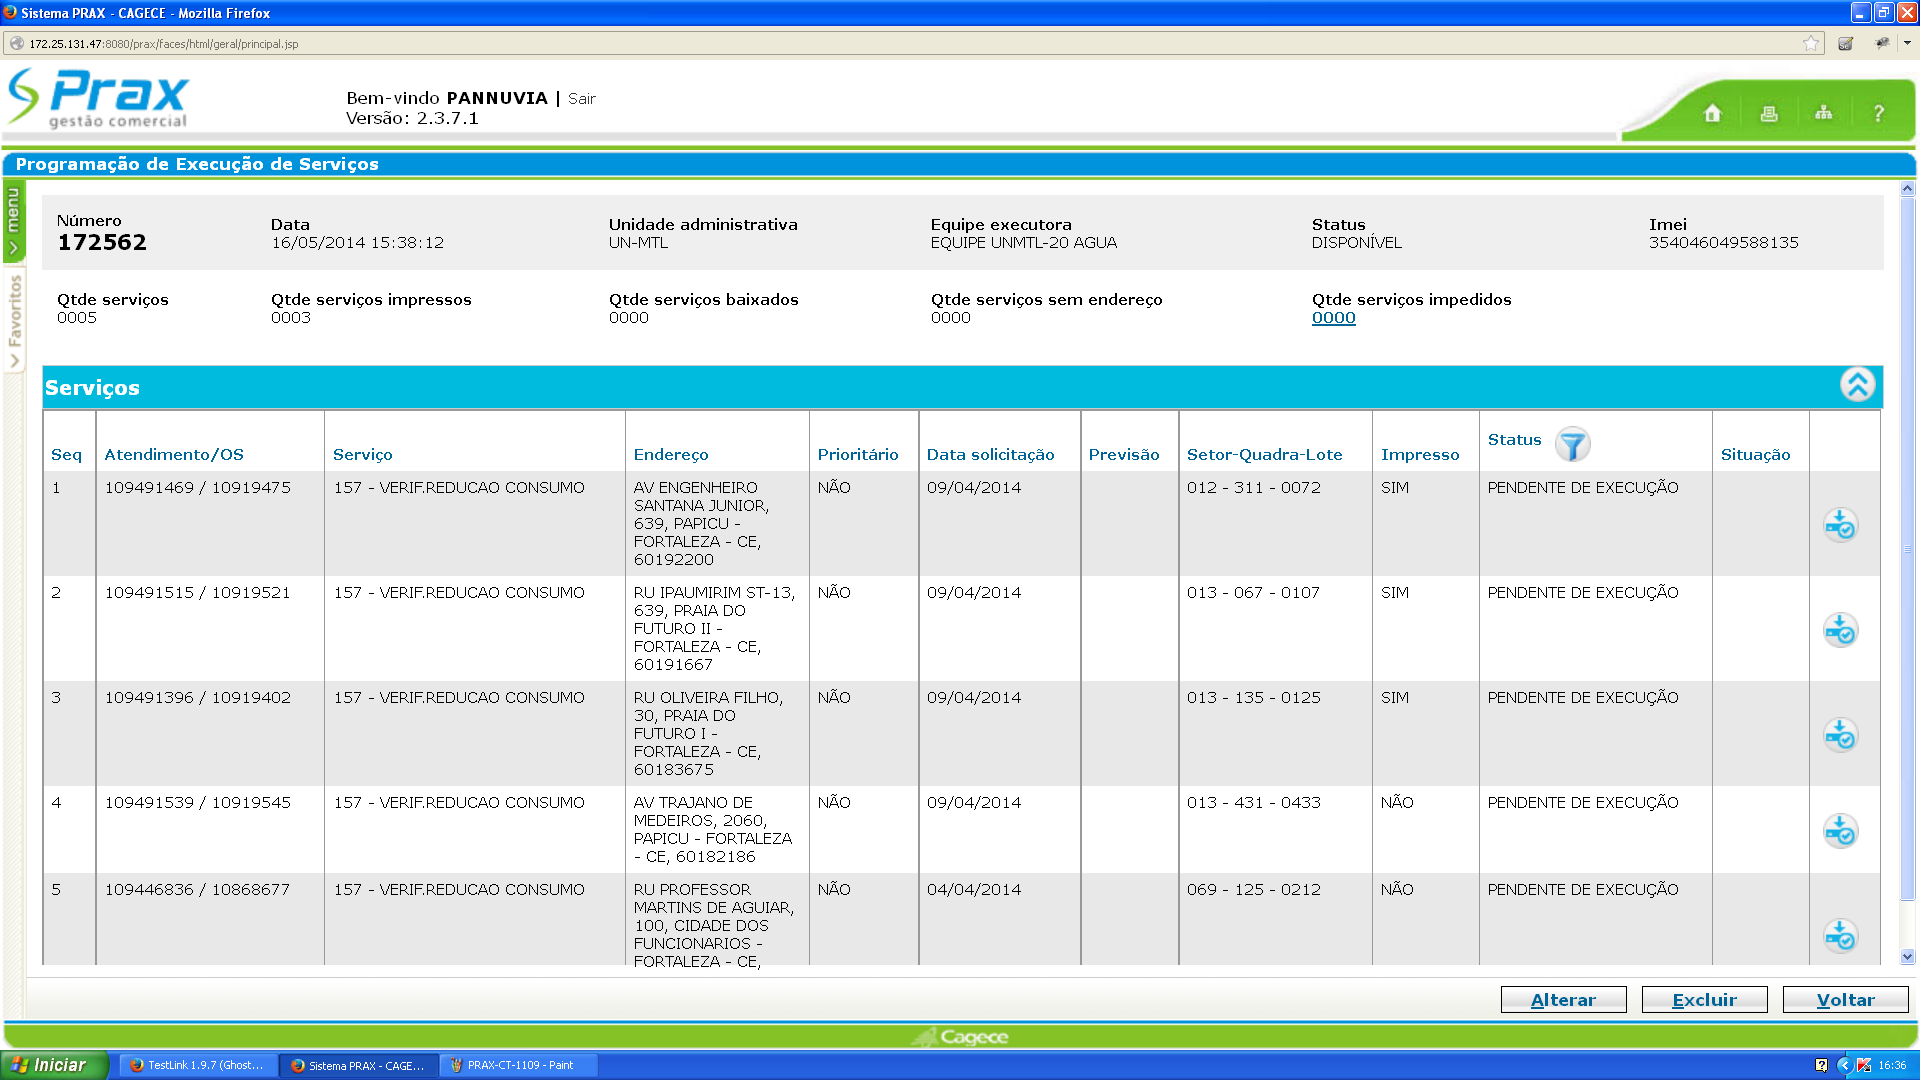 Sistema PRAX - CAGECE - Mozilla Firefox
172.25.131.47:8080/prax/faces/html/geral/principal.jsp
Prax
gestão comercial
Bem-vindo PANNUVIA | Sair
Versão: 2.3.7.1
?
Programação de Execução de Serviços
menu
Favoritos
Número
172562
Data
16/05/2014 15:38:12
Unidade administrativa
UN-MTL
Equipe executora
EQUIPE UNMTL-20 AGUA
Status
DISPONÍVEL
Imei
354046049588135
Qtde serviços
0005
Qtde serviços impressos
0003
Qtde serviços baixados
0000
Qtde serviços sem endereço
0000
Qtde serviços impedidos
0000
Serviços
Seq Atendimento/OS Serviço Endereço Prioritário Data solicitação Previsão Setor-Quadra-Lote Impresso Status Situação
1 109491469 / 10919475 157 - VERIF.REDUCAO CONSUMO AV ENGENHEIRO NÃO 09/04/2014 012 - 311 - 0072 SIM PENDENTE DE EXECUÇÃO
SANTANA JUNIOR,
639, PAPICU -
FORTALEZA - CE,
60192200
2 109491515 / 10919521 157 - VERIF.REDUCAO CONSUMO RU IPAUMIRIM ST-13, NÃO 09/04/2014 013 - 067 - 0107 SIM PENDENTE DE EXECUÇÃO
639, PRAIA DO
FUTURO II -
FORTALEZA - CE,
60191667
3 109491396 / 10919402 157 - VERIF.REDUCAO CONSUMO RU OLIVEIRA FILHO, NÃO 09/04/2014 013 - 135 - 0125 SIM PENDENTE DE EXECUÇÃO
30, PRAIA DO
FUTURO I -
FORTALEZA - CE,
60183675
4 109491539 / 10919545 157 - VERIF.REDUCAO CONSUMO AV TRAJANO DE NÃO 09/04/2014 013 - 431 - 0433 NÃO PENDENTE DE EXECUÇÃO
MEDEIROS, 2060,
PAPICU - FORTALEZA
- CE, 60182186
5 109446836 / 10868677 157 - VERIF.REDUCAO CONSUMO RU PROFESSOR NÃO 04/04/2014 069 - 125 - 0212 NÃO PENDENTE DE EXECUÇÃO
MARTINS DE AGUIAR,
100, CIDADE DOS
FUNCIONARIOS -
FORTALEZA - CE,
Alterar Excluir Voltar
Cagece
Iniciar TestLink 1.9.7 (Ghost... Sistema PRAX - CAGE... PRAX-CT-1109 - Paint ? 16:36